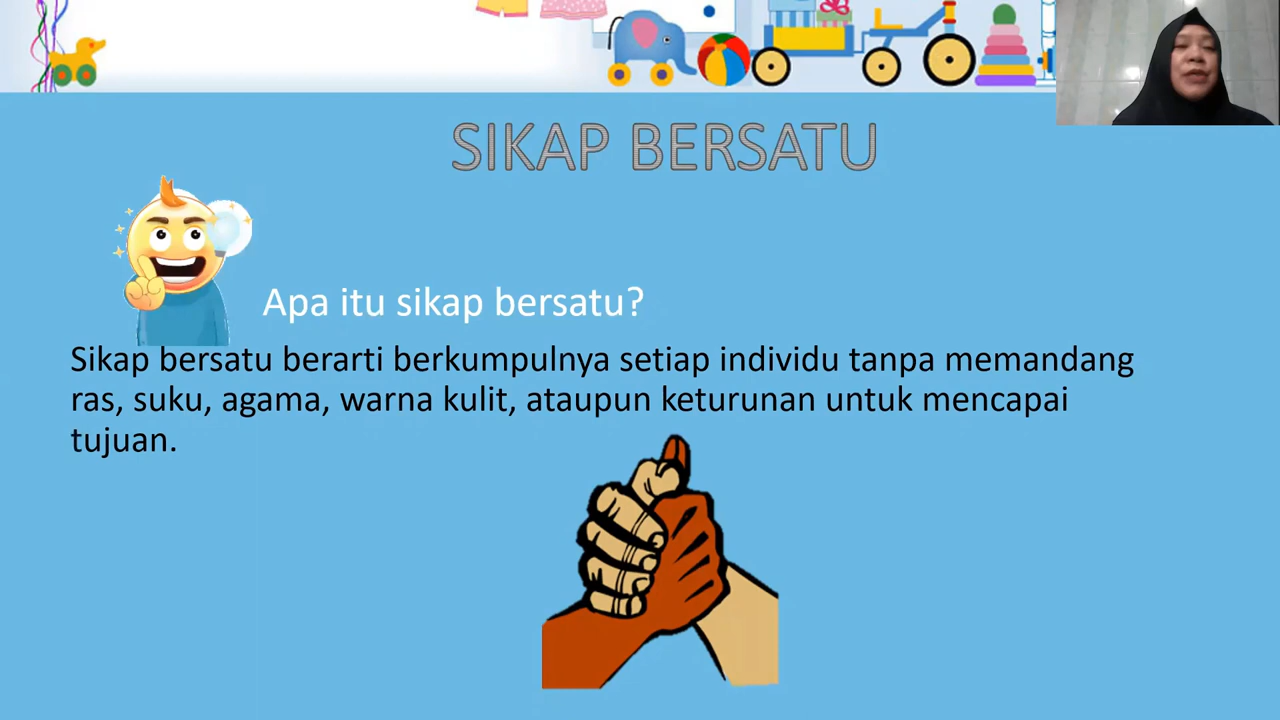 SIKAP BERSATU
Apa itu sikap bersatu?
Sikap bersatu berarti berkumpulnya setiap individu tanpa memandang
ras, suku, agama, warna kulit, ataupun keturunan untuk mencapai
tujuan.